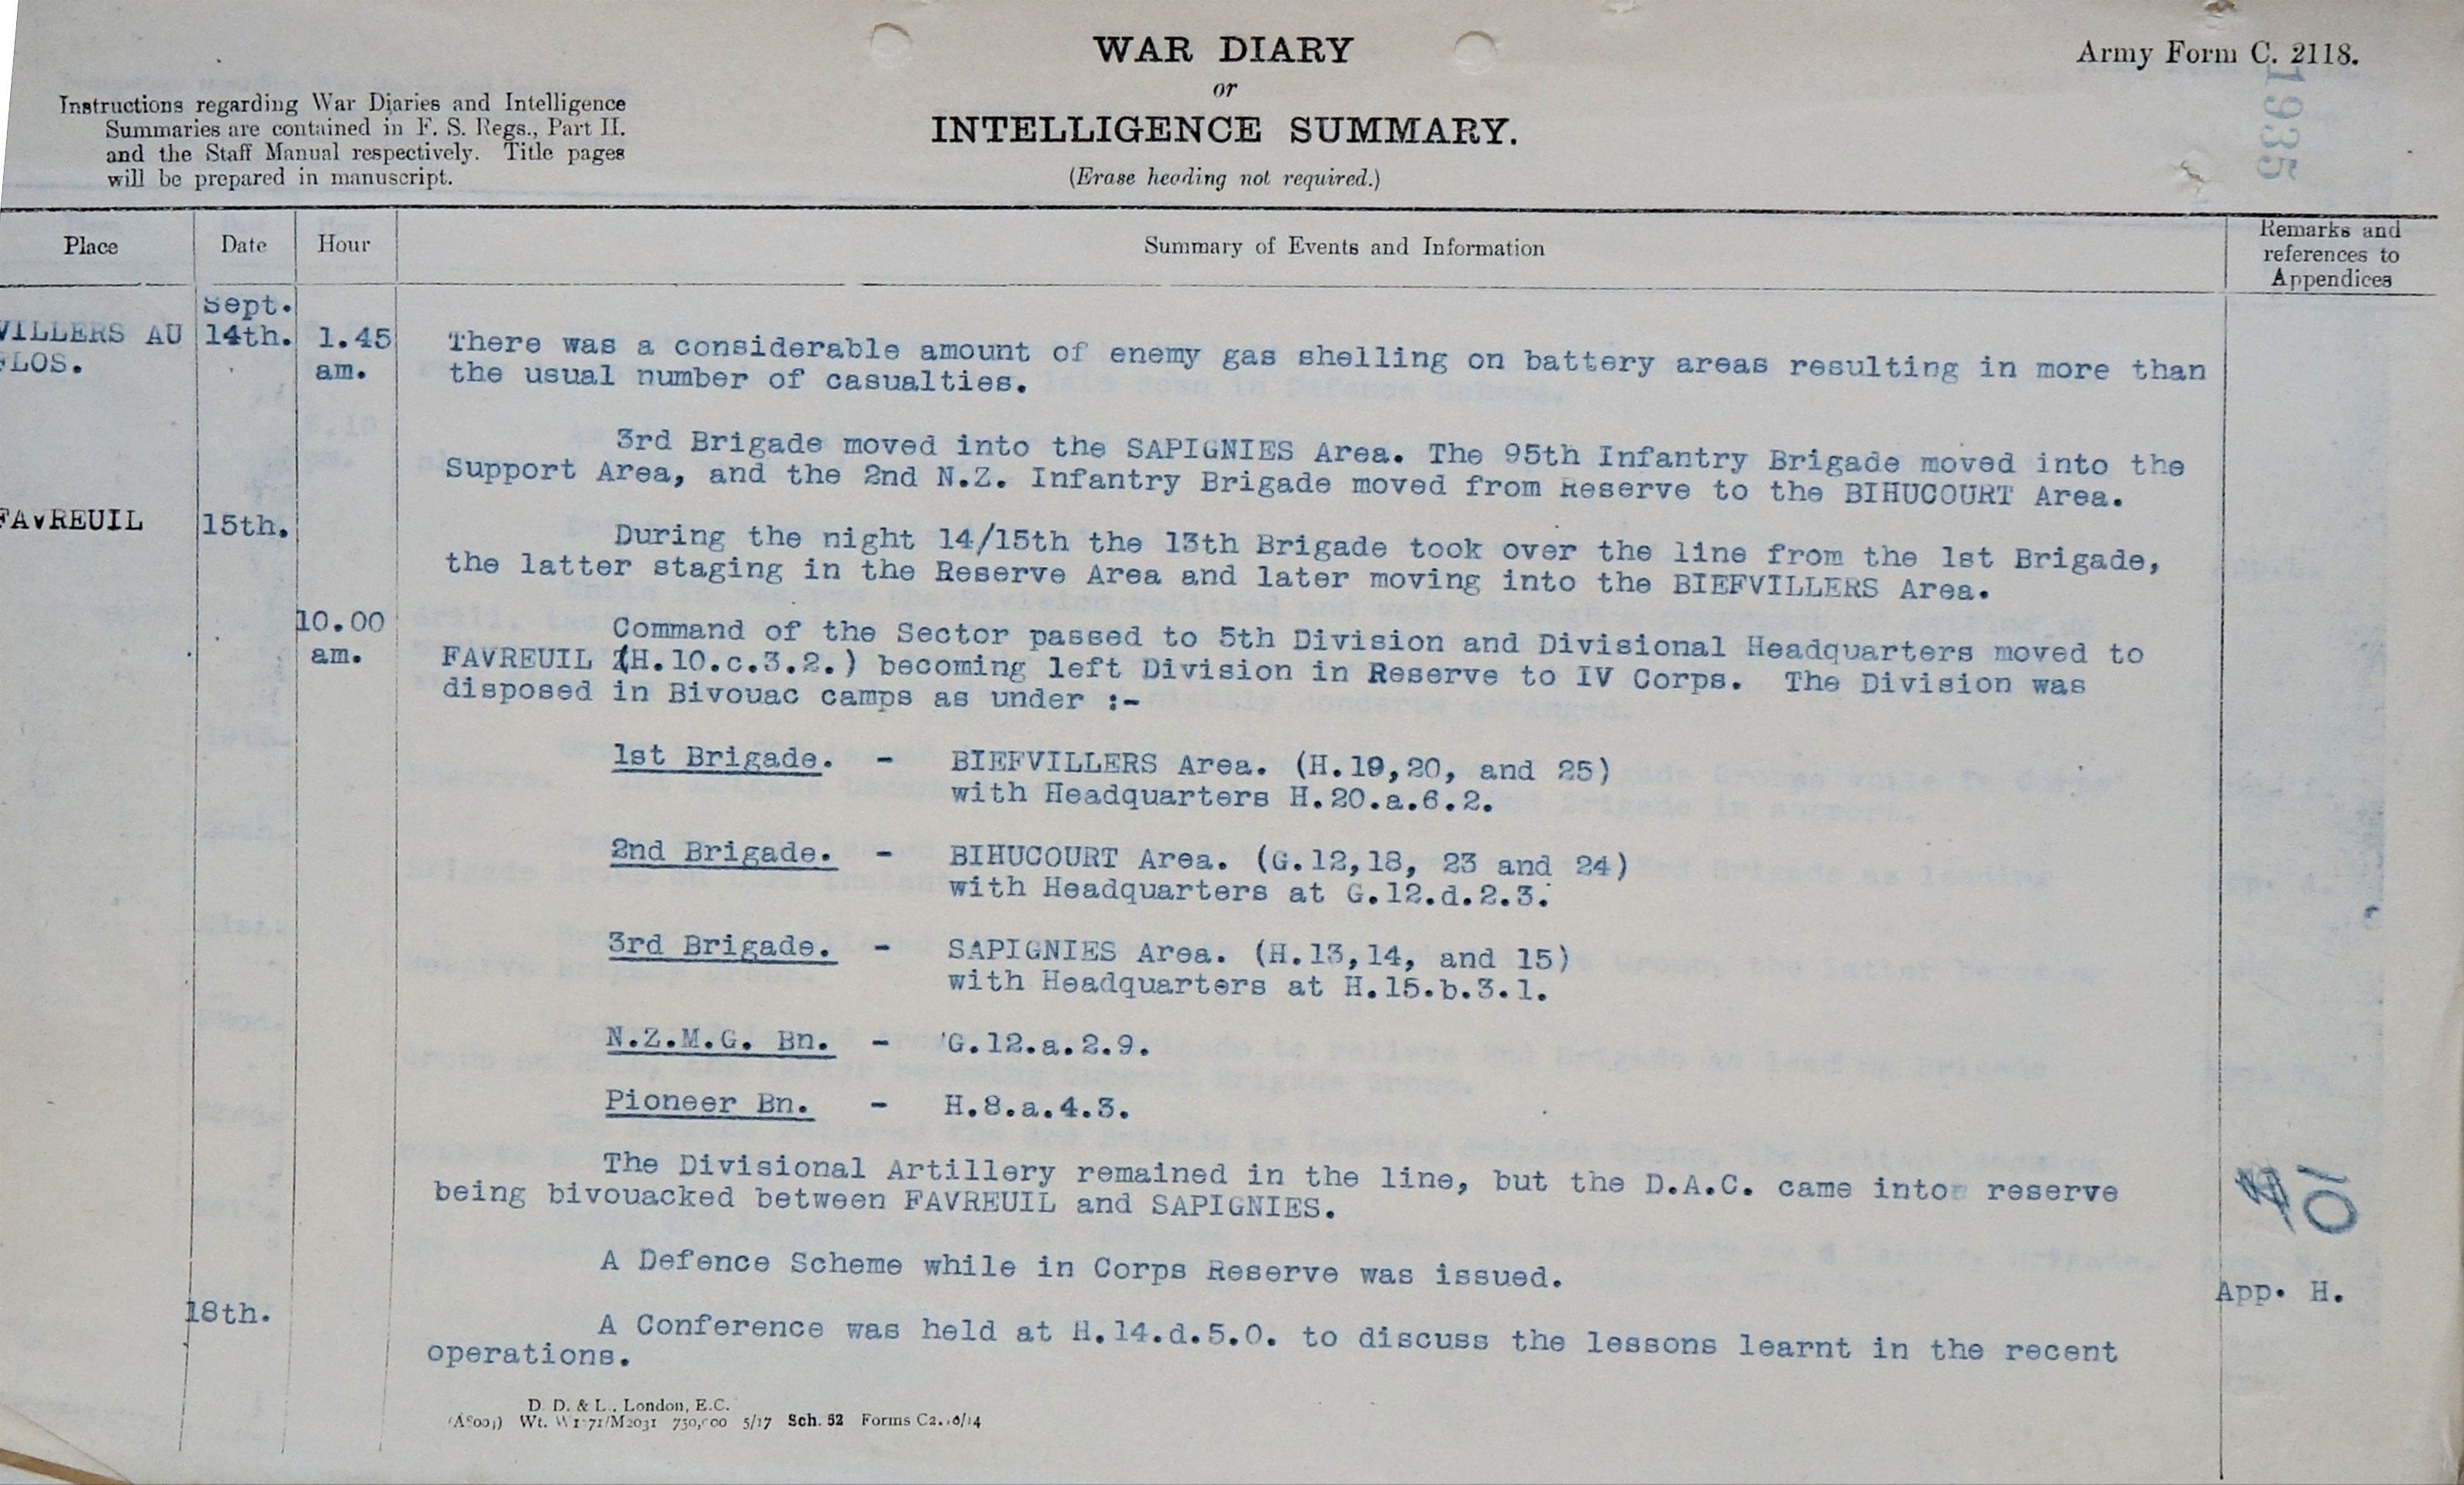 WAR DIARY
or
INTELLIGENCE SUMMARY.
(Erase heading not required.)
Army Form C. 2118.
1935
Instructions regarding War Diaries and Intelligence
Summaries are contained in F. S. Regs., Part II.
and the Staff Manual respectively. Title pages
will be prepared in manuscript.
Place
Date
Hour
Summary of Events and Information
Remarks and
references to
Appendices
Sept.
VILLERS AU
FLOS.
14th.
1.45
am.
There was a considerable amount of enemy gas shelling on battery areas resulting in more than
the usual number of casualties.
3rd Brigade moved into the SAPIGNIES Area. The 95th Infantry Brigade moved into the
Support Area, and the 2nd N.Z. Infantry Brigade moved from Reserve to the BIHUCOURT Area.
FAVREUIL
15th.
During the night 14/15th the 13th Brigade took over the line from the 1st Brigade,
the latter staging in the Reserve Area and later moving into the BIEFVILLERS Area.
10.00
am.
Command of the Sector passed to 5th Division and Divisional Headquarters moved to
FAVREUIL (H.10.c.3.2.) becoming left Division in Reserve to IV Corps. The Division was
disposed in Bivouac camps as under :-
1st Brigade. - BIEFVILLERS Area. (H.19,20, and 25)
with Headquarters H.20.a.6.2.
2nd Brigade. - BIHUCOURT Area. (G.12,18, 23 and 24)
with Headquarters at G.12.d.2.3.
3rd Brigade. - SAPIGNIES Area. (H.13,14, and 15)
with Headquarters at H.15.b.3.1.
N.Z.M.G. Bn. - G.12.a.2.9.
Pioneer Bn. - H.8.a.4.3.
The Divisional Artillery remained in the line, but the D.A.C. came into reserve
being bivouacked between FAVREUIL and SAPIGNIES.
A Defence Scheme while in Corps Reserve was issued.
App. H.
18th.
A Conference was held at H.14.d.5.0. to discuss the lessons learnt in the recent
operations.
D. D. & L., London, E.C.
Wt. 5/17 Sch. 52 Forms